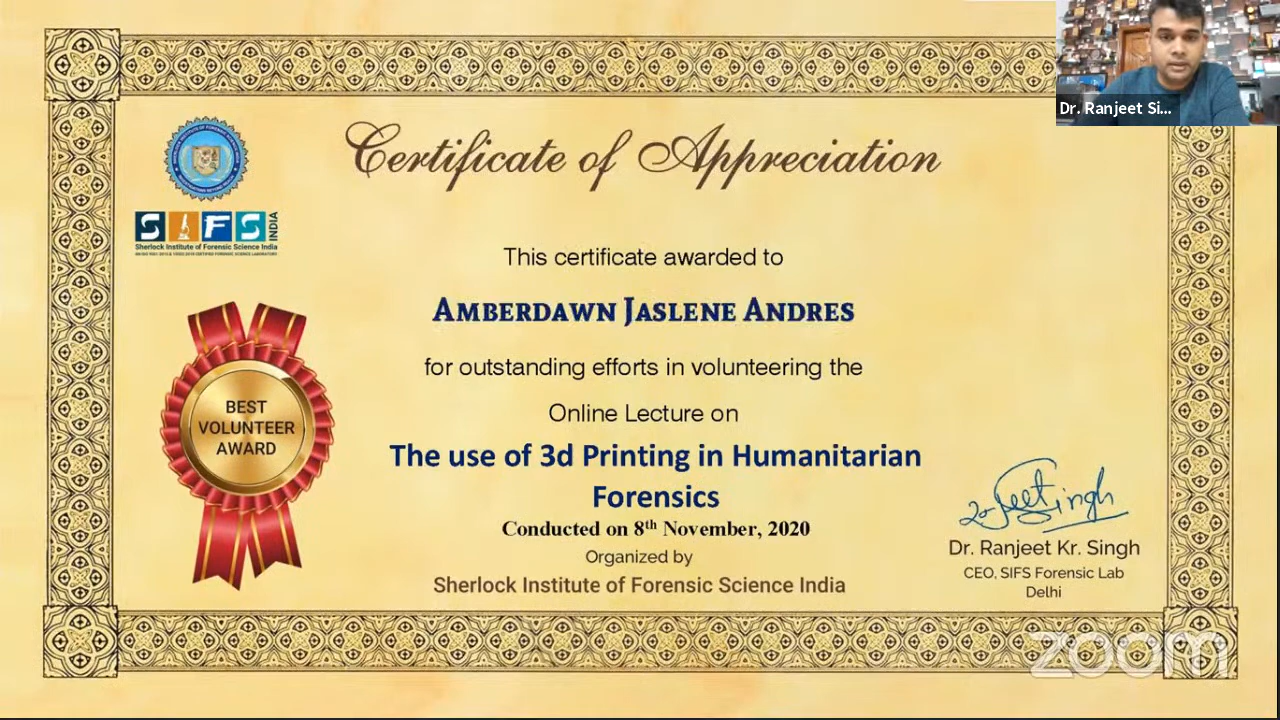 Dr. Ranjeet Si...
Certificate of Appreciation
SIFS INDIA
Sherlock Institute of Forensic Science India
This certificate awarded to
AMBERDAWN JASLENE ANDRES
for outstanding efforts in volunteering the
Online Lecture on
The use of 3d Printing in Humanitarian
Forensics
Conducted on 8th November, 2020
Organized by
Sherlock Institute of Forensic Science India
BEST
VOLUNTEER
AWARD
Dr. Ranjeet Kr. Singh
CEO, SIFS Forensic Lab
Delhi
zoom